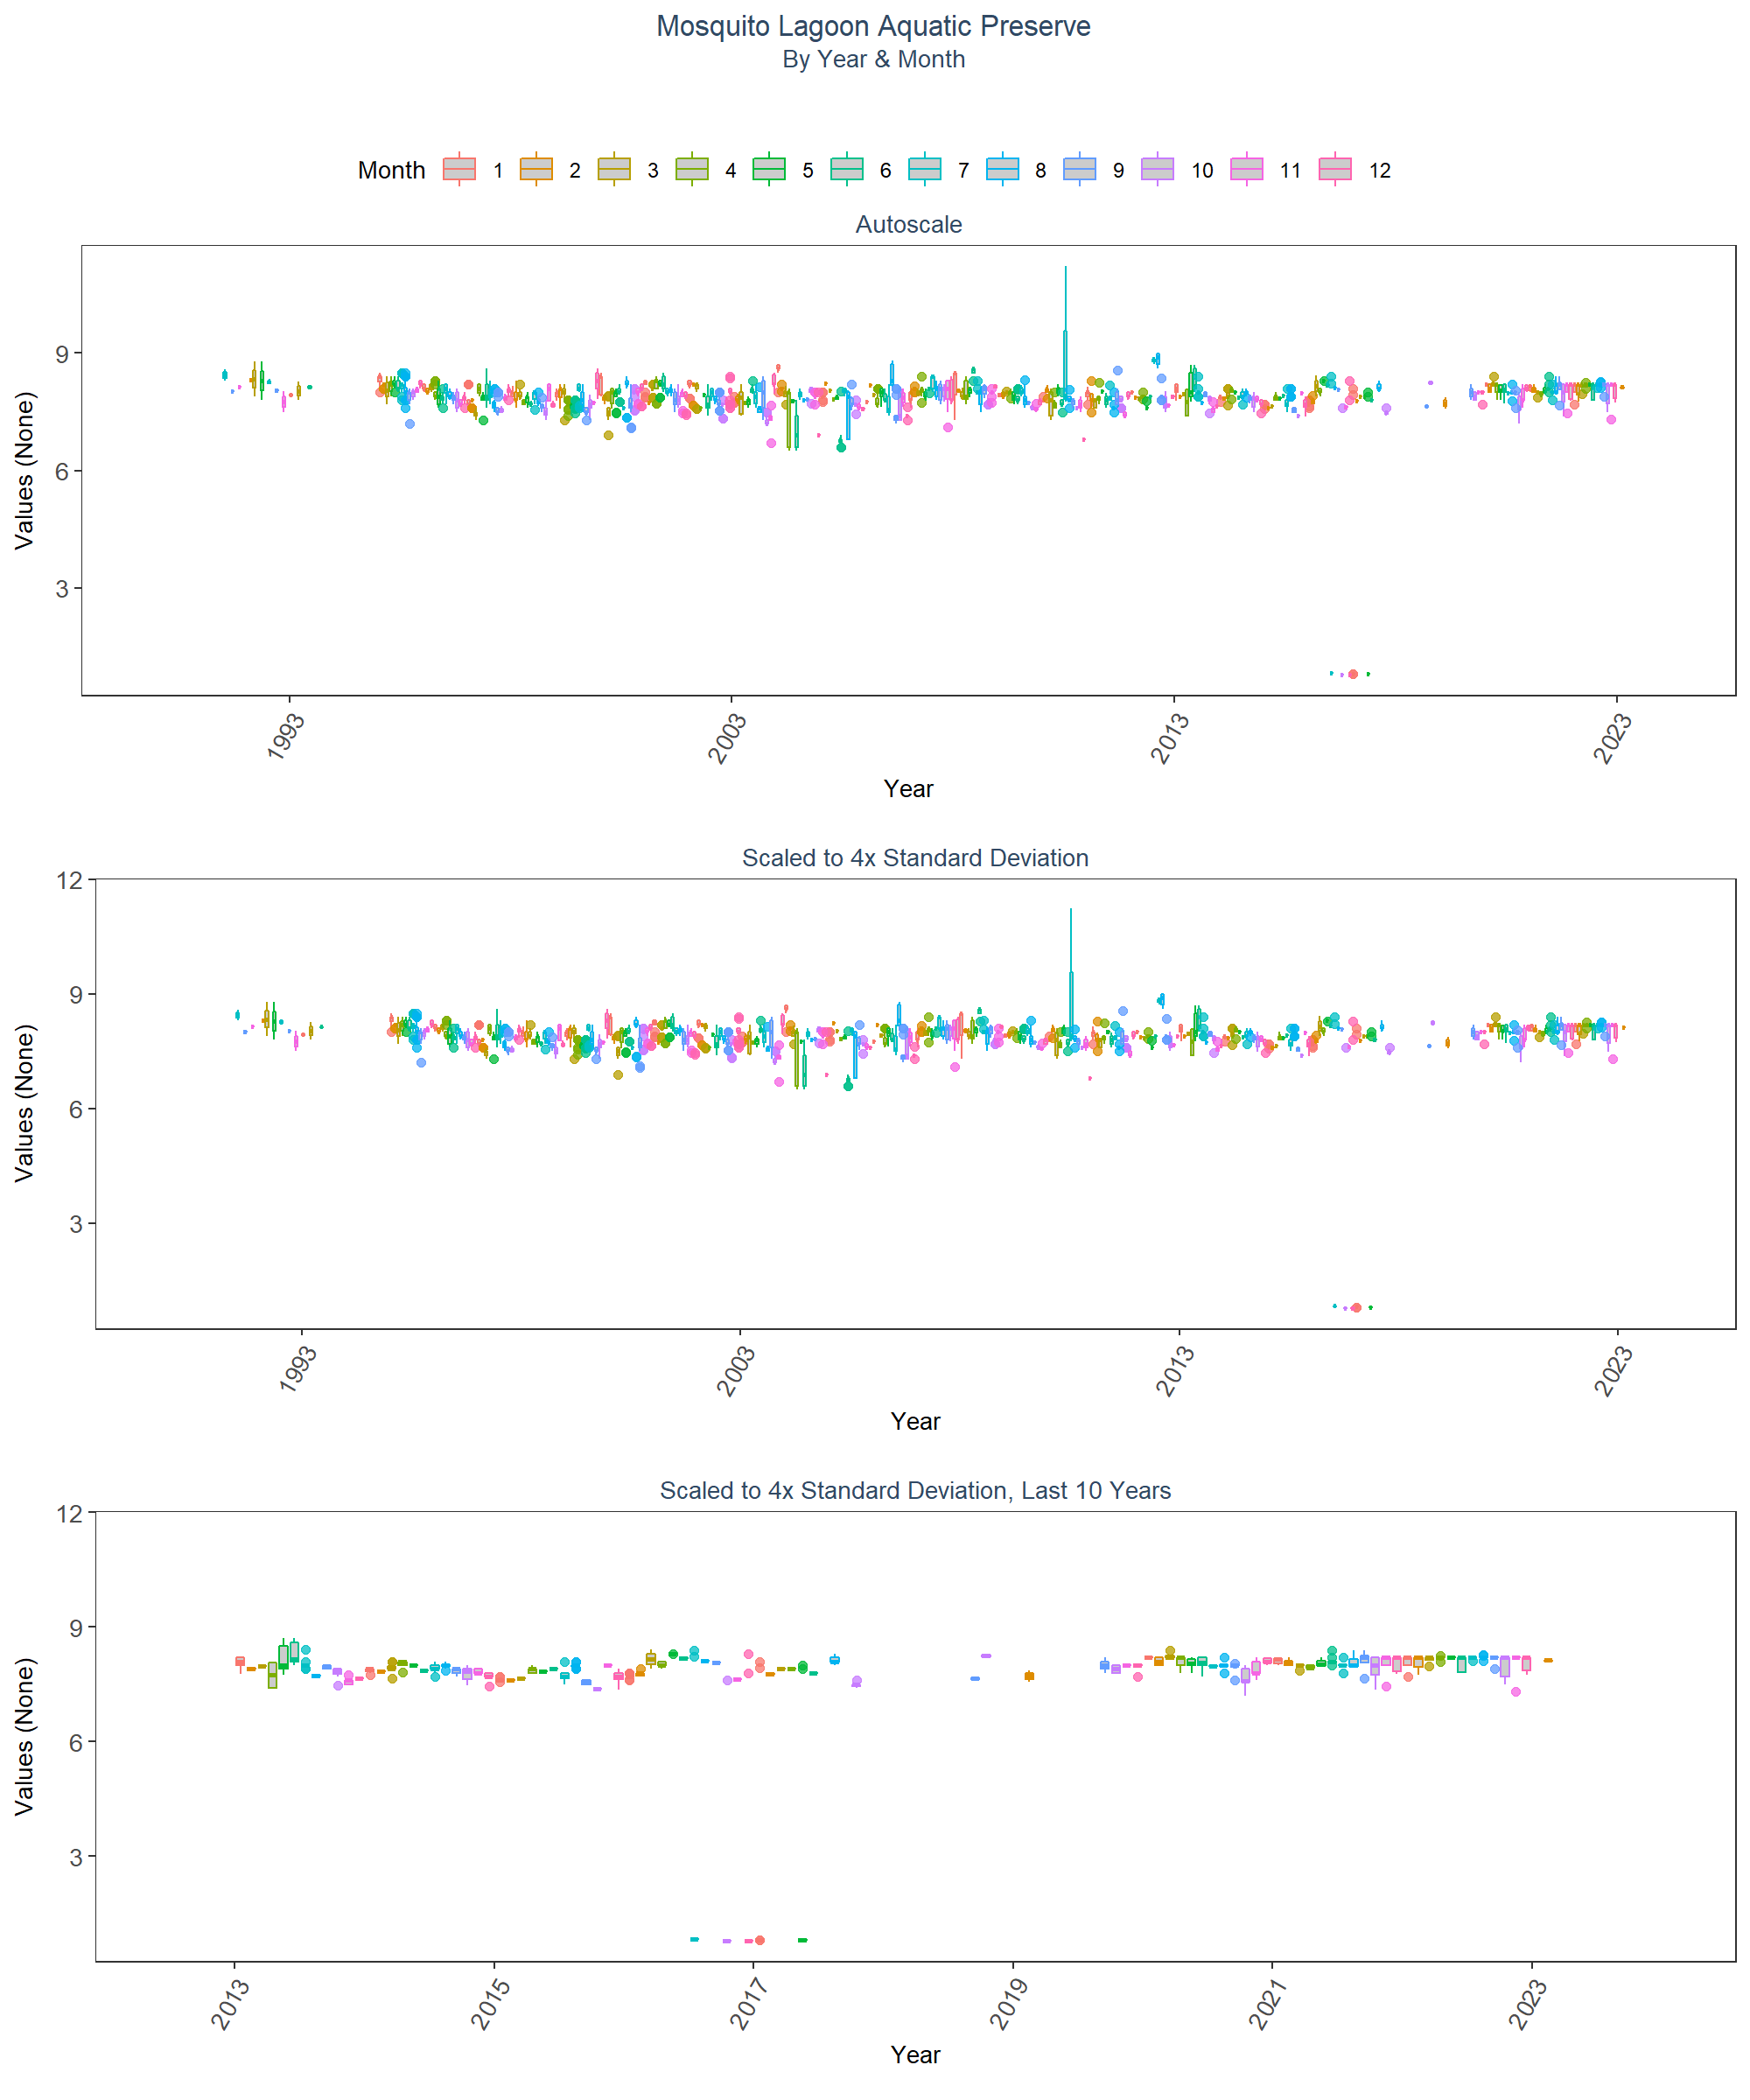 Mosquito Lagoon Aquatic Preserve
By Year & Month
Month 1 2 3 4 5 6 7 8 9 10 11 12
Autoscale
Values (None)
9
6
3
1993 2003 2013 2023
Year
Scaled to 4x Standard Deviation
Values (None)
12
9
6
3
1993 2003 2013 2023
Year
Scaled to 4x Standard Deviation, Last 10 Years
Values (None)
12
9
6
3
2013 2015 2017 2019 2021 2023
Year